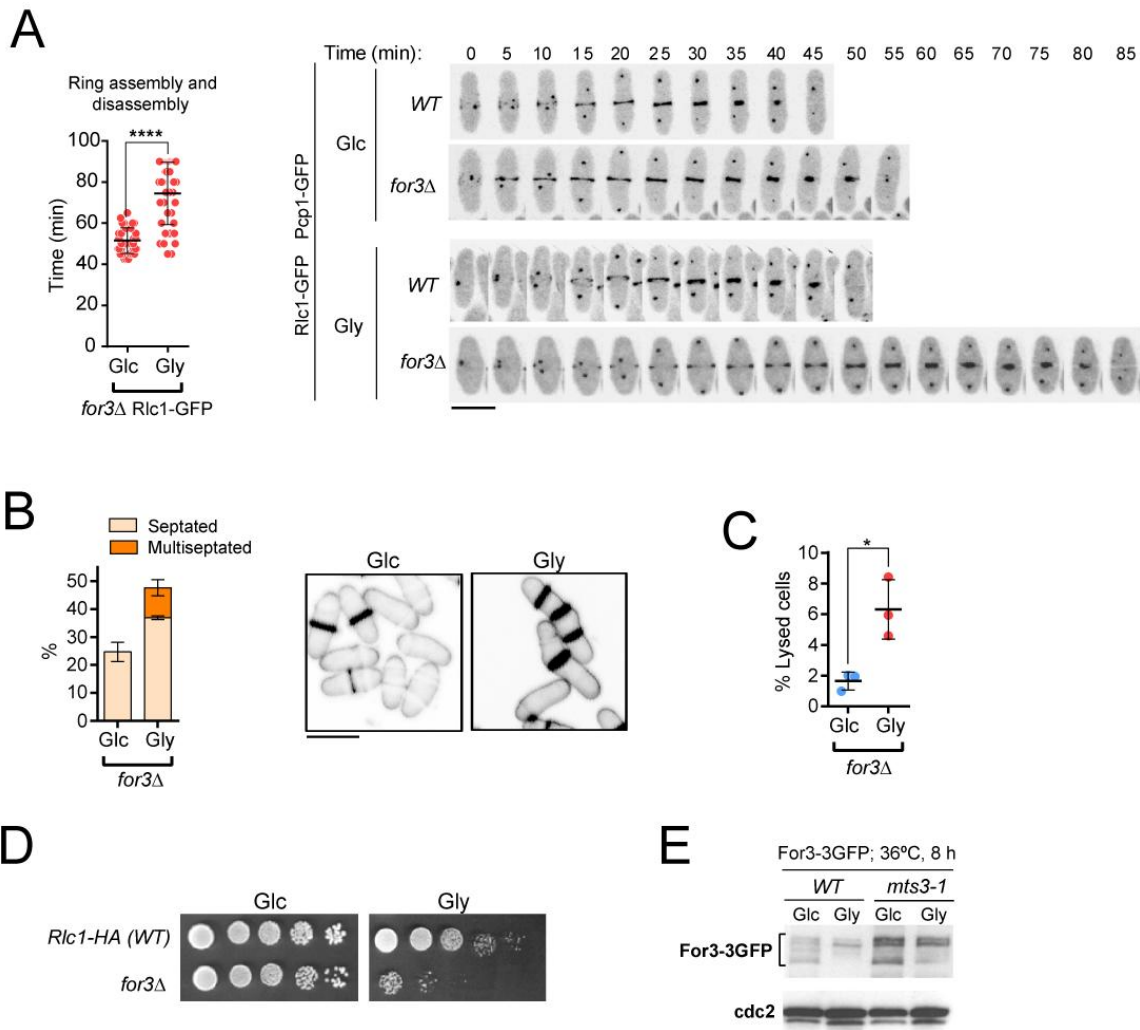 A
Ring assembly and
disassembly
****
100
80
60
40
20
0
Time (min)
Glc Gly
for3Δ Rlc1-GFP
Time (min): 0 5 10 15 20 25 30 35 40 45 50 55 60 65 70 75 80 85
Rlc1-GFP Pcp1-GFP
Glc
WT
for3Δ
Gly
WT
for3Δ
B
Septated
Multiseptated
50
40
30
20
10
0
%
Glc Gly
for3Δ
Glc Gly
C
*
10
8
6
4
2
0
% Lysed cells
Glc Gly
for3Δ
D
Glc Gly
Rlc1-HA (WT)
for3Δ
E
For3-3GFP; 36ºC, 8 h
WT mts3-1
Glc Gly Glc Gly
For3-3GFP
cdc2